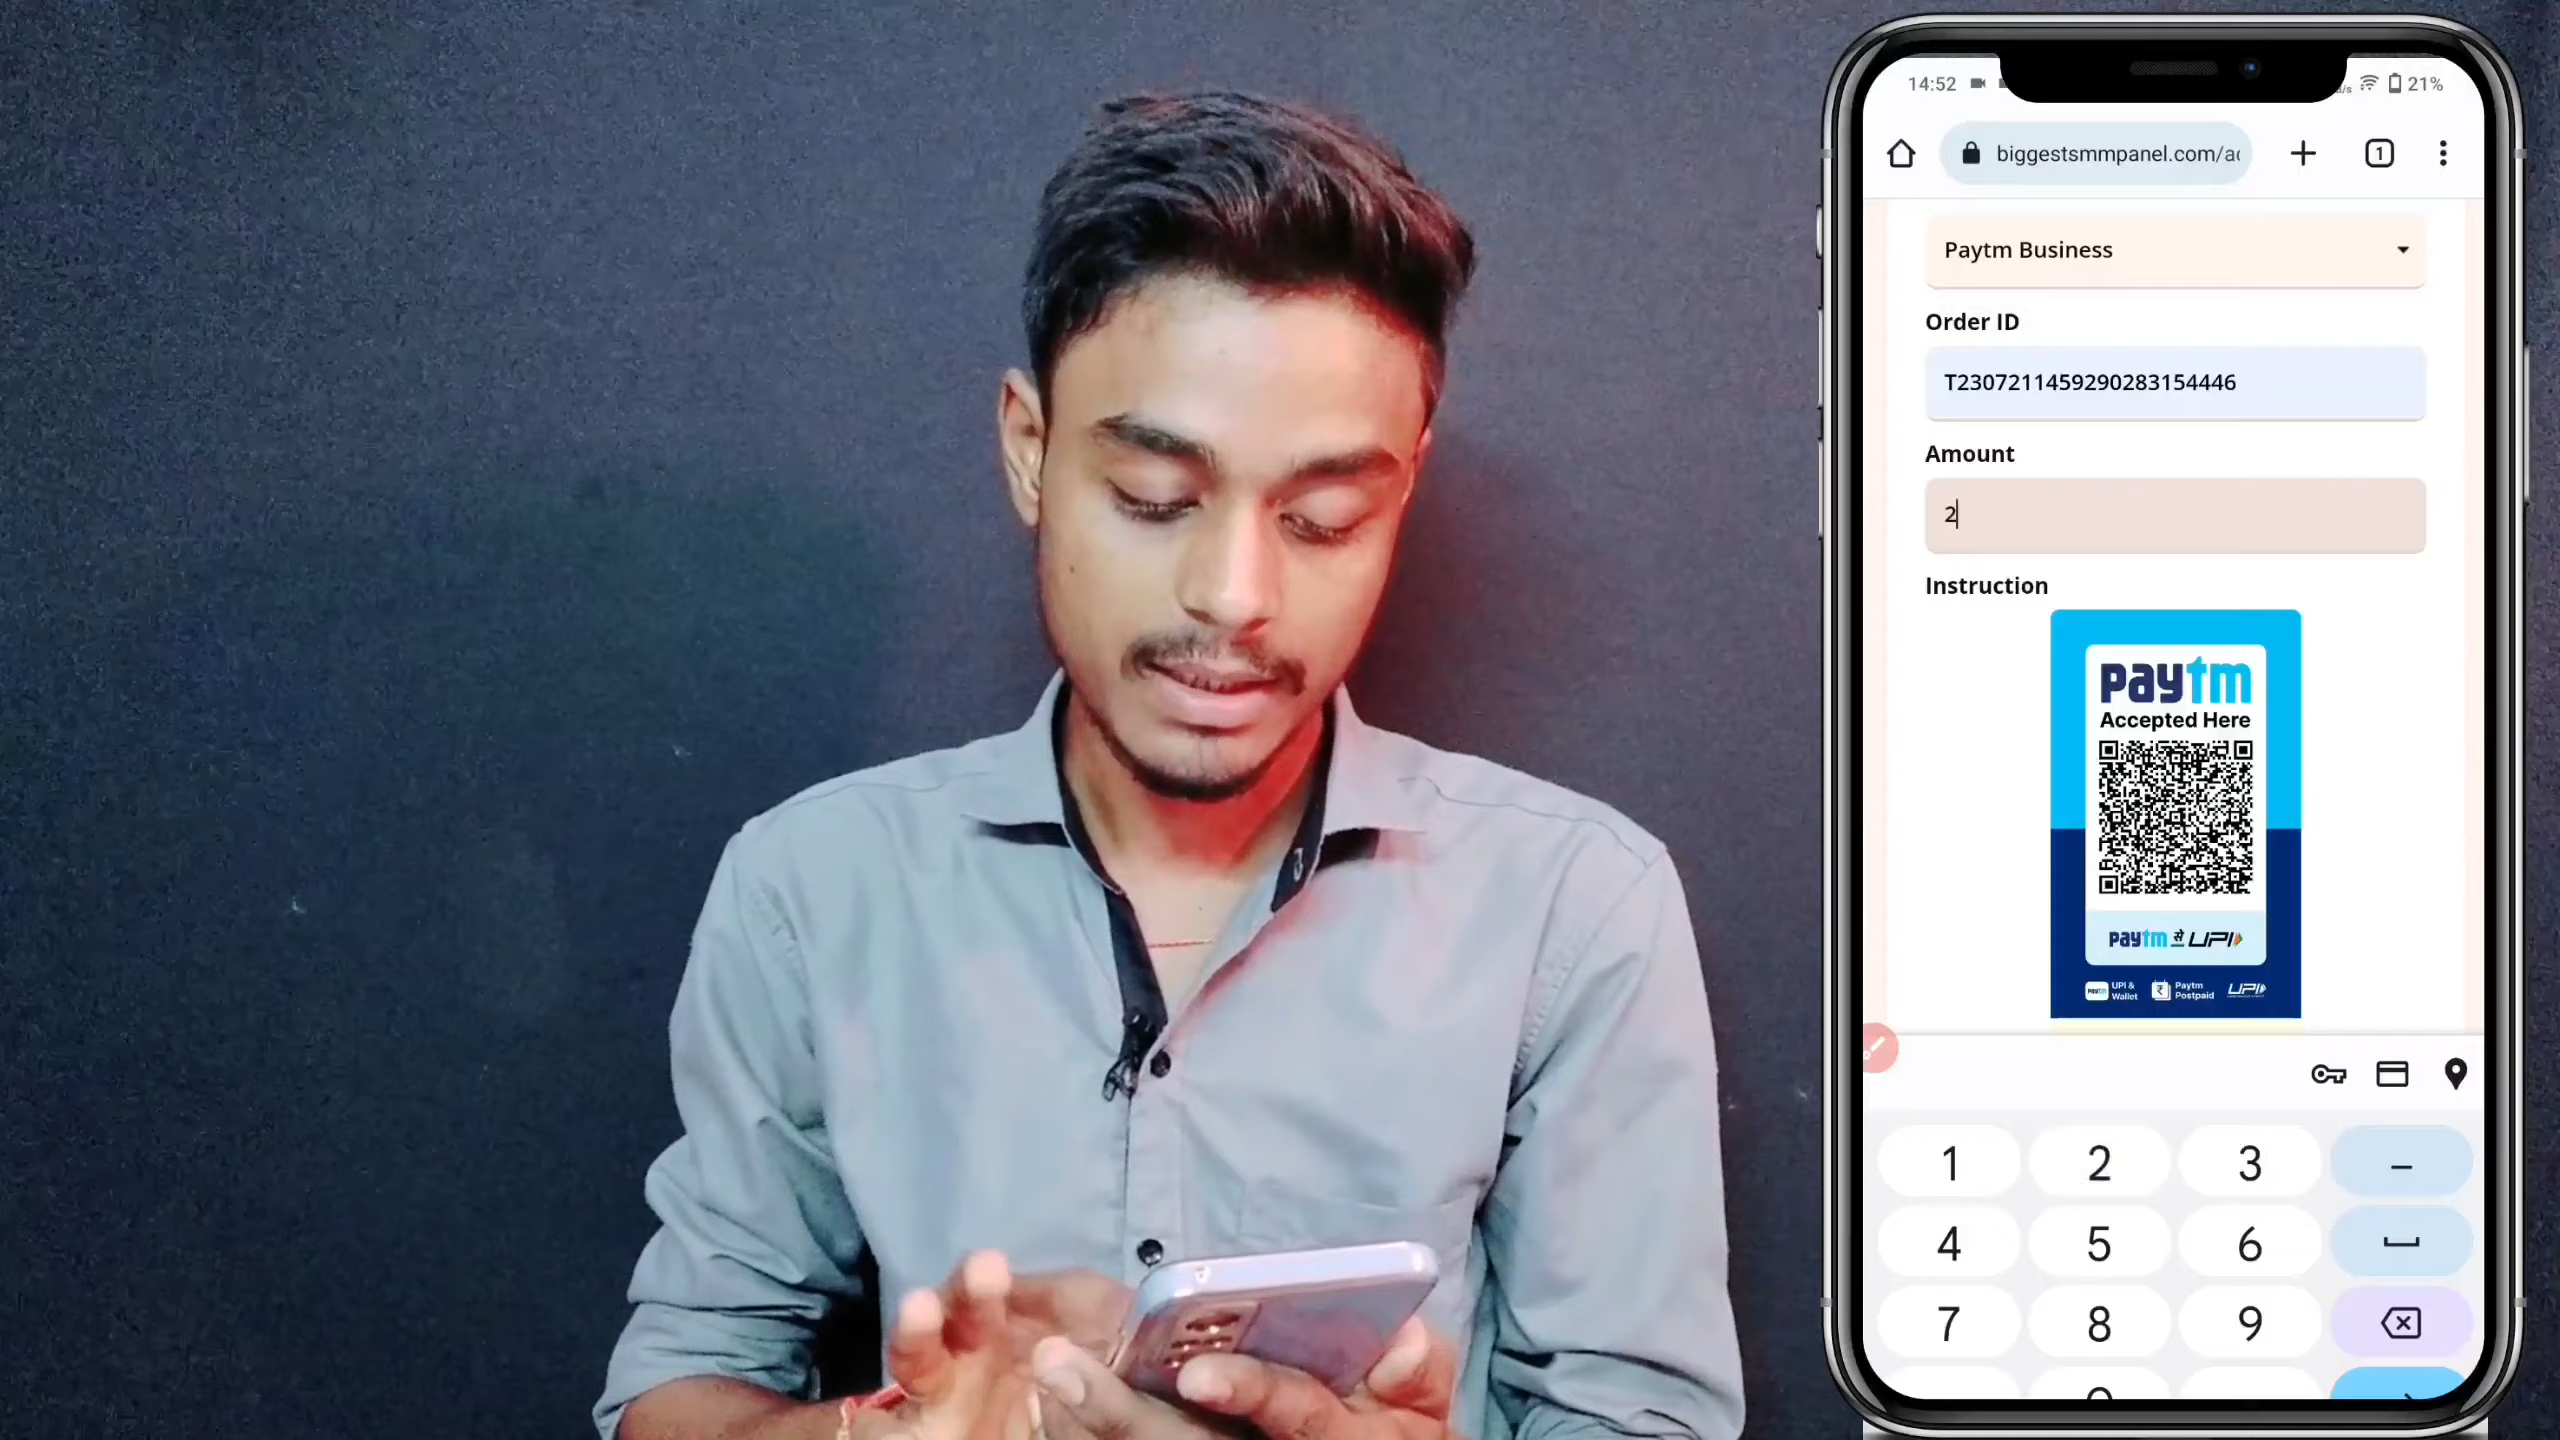 14:52
21%
biggestsmmpanel.com/a
1
Paytm Business
Order ID
T2307211459290283154446
Amount
2
Instruction
paytm
Accepted Here
paytm से UPI
UPI & Wallet
Paytm Postpaid
UPI
1 2 3 –
4 5 6
7 8 9